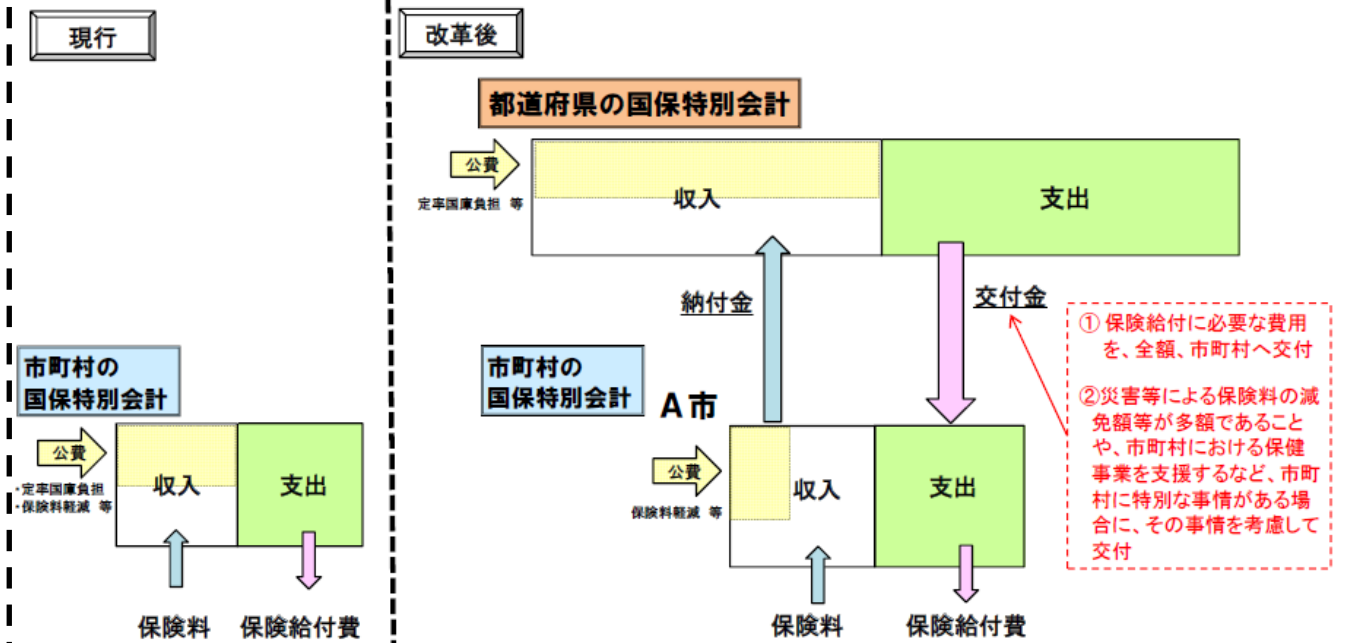 現行
市町村の
国保特別会計
公費
・定率国庫負担
・保険料軽減 等
収入
支出
保険料
保険給付費
改革後
都道府県の国保特別会計
公費
定率国庫負担 等
収入
支出
納付金
交付金
市町村の
国保特別会計
A市
公費
保険料軽減 等
収入
支出
保険料
保険給付費
① 保険給付に必要な費用
を、全額、市町村へ交付
②災害等による保険料の減
免額等が多額であること
や、市町村における保健
事業を支援するなど、市町
村に特別な事情がある場
合に、その事情を考慮して
交付